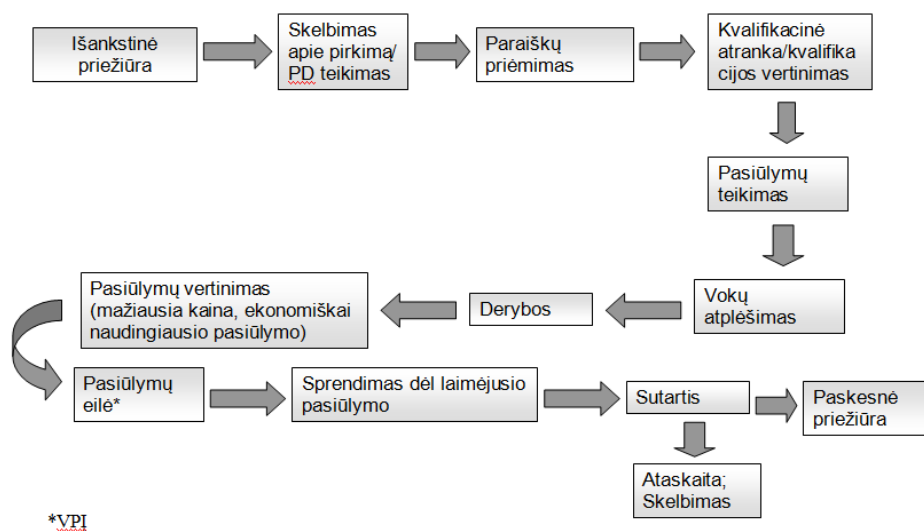 Išankstinė
priežiūra
Skelbimas
apie pirkimą/
PD teikimas
Paraiškų
priėmimas
Kvalifikacinė
atranka/kvalifika
cijos vertinimas
Pasiūlymų
teikimas
Vokų
atplėšimas
Derybos
Pasiūlymų vertinimas
(mažiausia kaina, ekonomiškai
naudingiausio pasiūlymo)
Pasiūlymų
eilė*
Sprendimas dėl laimėjusio
pasiūlymo
Sutartis
Paskesnė
priežiūra
Ataskaita;
Skelbimas
*VPĮ